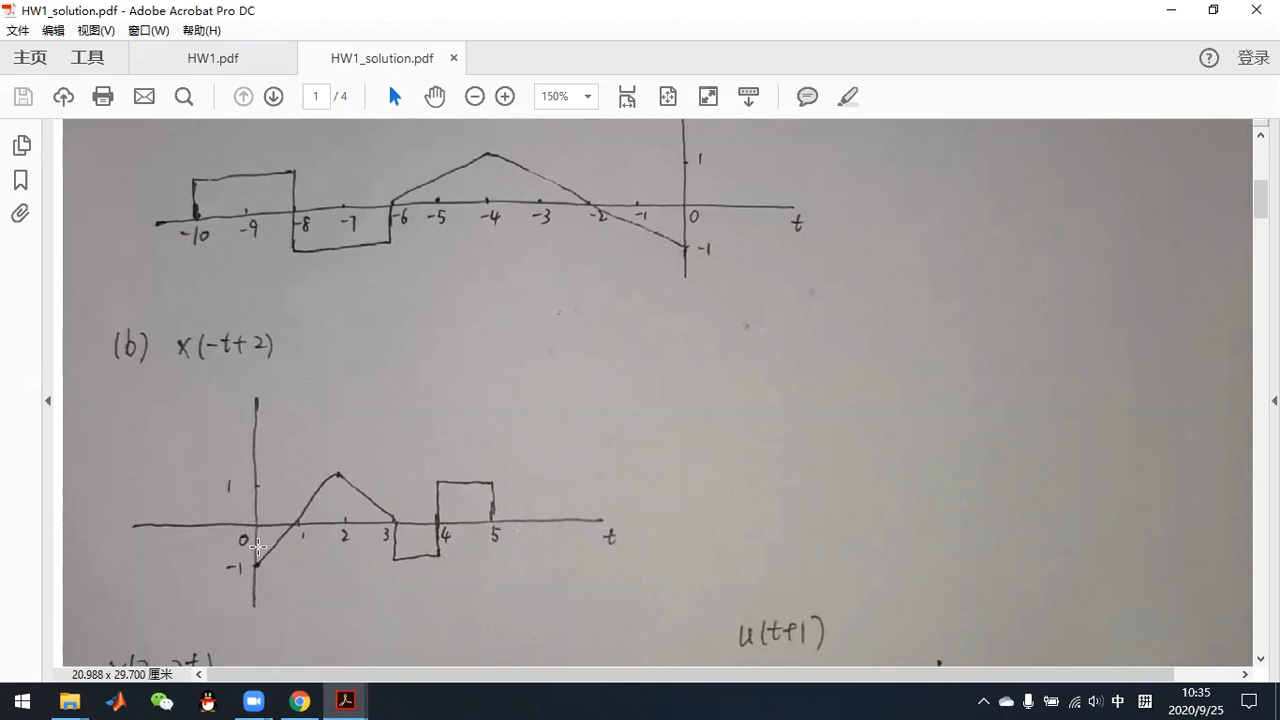 HW1_solution.pdf - Adobe Acrobat Pro DC
文件 编辑 视图(V) 窗口(W) 帮助(H)
主页 工具 HW1.pdf HW1_solution.pdf × 登录
1 / 4 150%
1
-10 -9 -8 -7 -6 -5 -4 -3 -2 -1 0 t
-1
(b) x(-t+2)
1
0 1 2 3 4 5 t
-1
u(t+1)
20.988 x 29.700 厘米
中 拼 10:35
2020/9/25